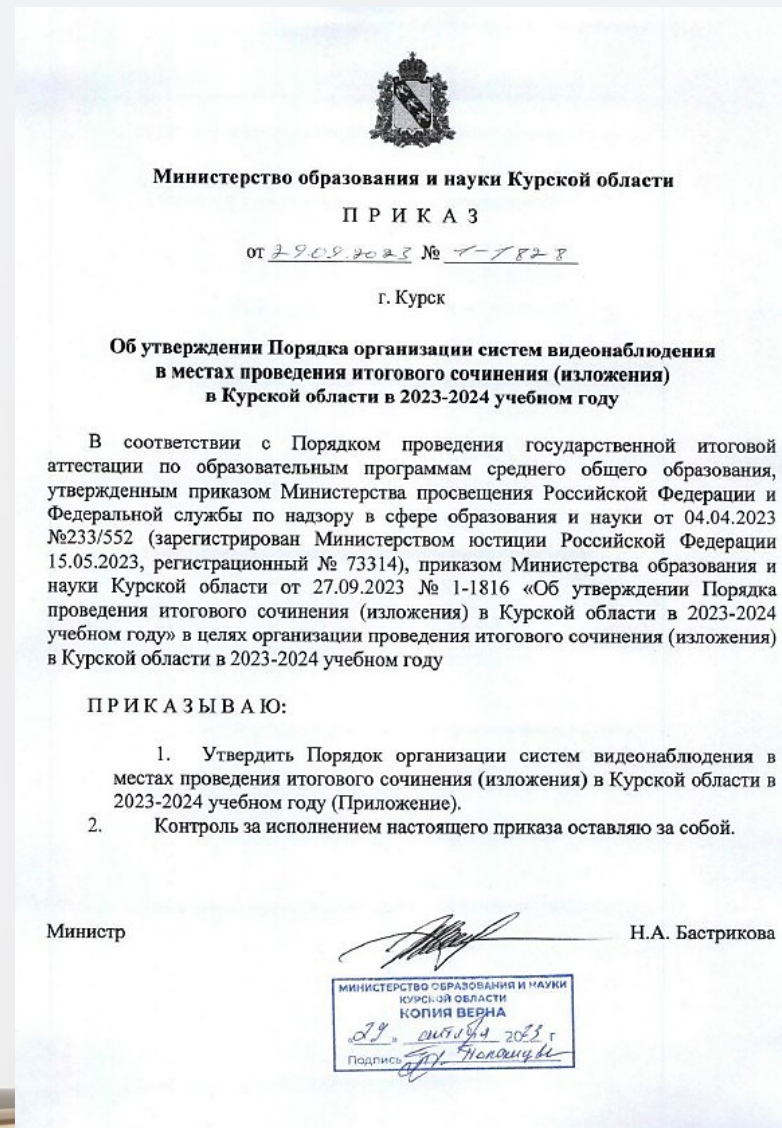 Министерство образования и науки Курской области
П Р И К А З
от 29.09.2023 № 1-1828
г. Курск
Об утверждении Порядка организации систем видеонаблюдения
в местах проведения итогового сочинения (изложения)
в Курской области в 2023-2024 учебном году
В соответствии с Порядком проведения государственной итоговой
аттестации по образовательным программам среднего общего образования,
утвержденным приказом Министерства просвещения Российской Федерации и
Федеральной службы по надзору в сфере образования и науки от 04.04.2023
№233/552 (зарегистрирован Министерством юстиции Российской Федерации
15.05.2023, регистрационный № 73314), приказом Министерства образования и
науки Курской области от 27.09.2023 № 1-1816 «Об утверждении Порядка
проведения итогового сочинения (изложения) в Курской области в 2023-2024
учебном году» в целях организации проведения итогового сочинения (изложения)
в Курской области в 2023-2024 учебном году
П Р И К А З Ы В А Ю:
1. Утвердить Порядок организации систем видеонаблюдения в
местах проведения итогового сочинения (изложения) в Курской области в
2023-2024 учебном году (Приложение).
2. Контроль за исполнением настоящего приказа оставляю за собой.
Министр Н.А. Бастрикова
МИНИСТЕРСТВО ОБРАЗОВАНИЯ И НАУКИ
КУРСКОЙ ОБЛАСТИ
КОПИЯ ВЕРНА
«29» сентября 2023 г
Подпись